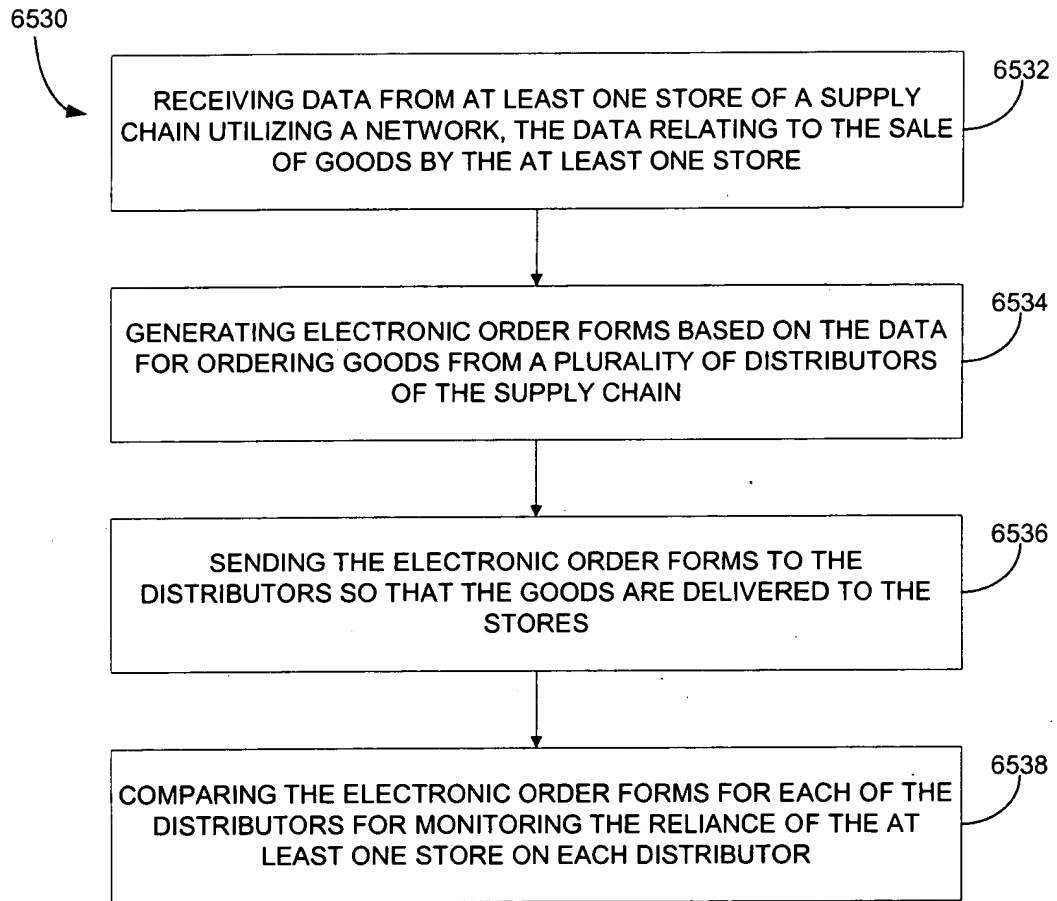 6530
6532
RECEIVING DATA FROM AT LEAST ONE STORE OF A SUPPLY
CHAIN UTILIZING A NETWORK, THE DATA RELATING TO THE SALE
OF GOODS BY THE AT LEAST ONE STORE
6534
GENERATING ELECTRONIC ORDER FORMS BASED ON THE DATA
FOR ORDERING GOODS FROM A PLURALITY OF DISTRIBUTORS
OF THE SUPPLY CHAIN
6536
SENDING THE ELECTRONIC ORDER FORMS TO THE
DISTRIBUTORS SO THAT THE GOODS ARE DELIVERED TO THE
STORES
6538
COMPARING THE ELECTRONIC ORDER FORMS FOR EACH OF THE
DISTRIBUTORS FOR MONITORING THE RELIANCE OF THE AT
LEAST ONE STORE ON EACH DISTRIBUTOR